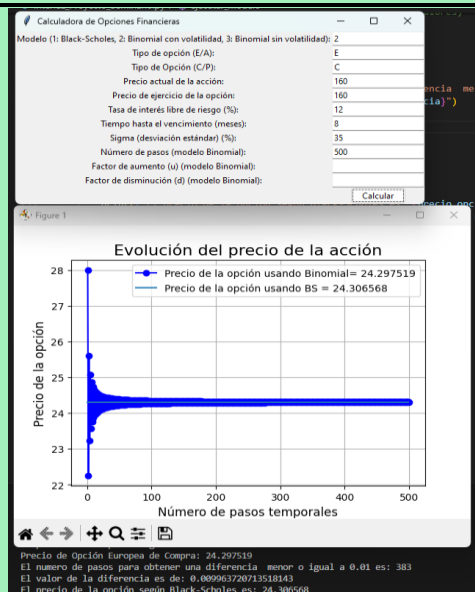 Calculadora de Opciones Financieras
Modelo (1: Black-Scholes, 2: Binomial con volatilidad, 3: Binomial sin volatilidad): 2
Tipo de opción (E/A): E
Tipo de Opción (C/P): C
Precio actual de la acción: 160
Precio de ejercicio de la opción: 160
Tasa de interés libre de riesgo (%): 12
Tiempo hasta el vencimiento (meses): 8
Sigma (desviación estándar) (%): 35
Número de pasos (modelo Binomial): 500
Factor de aumento (u) (modelo Binomial):
Factor de disminución (d) (modelo Binomial):
Calcular
Figure 1
Evolución del precio de la acción
Precio de la opción usando Binomial= 24.297519
Precio de la opción usando BS = 24.306568
28
27
26
25
24
23
22
Precio de la opción
0 100 200 300 400 500
Número de pasos temporales
Precio de Opción Europea de Compra: 24.297519
El numero de pasos para obtener una diferencia menor o igual a 0.01 es: 383
El valor de la diferencia es de: 0.009963720713518143
El precio de la opción según Black-Scholes es: 24.306568